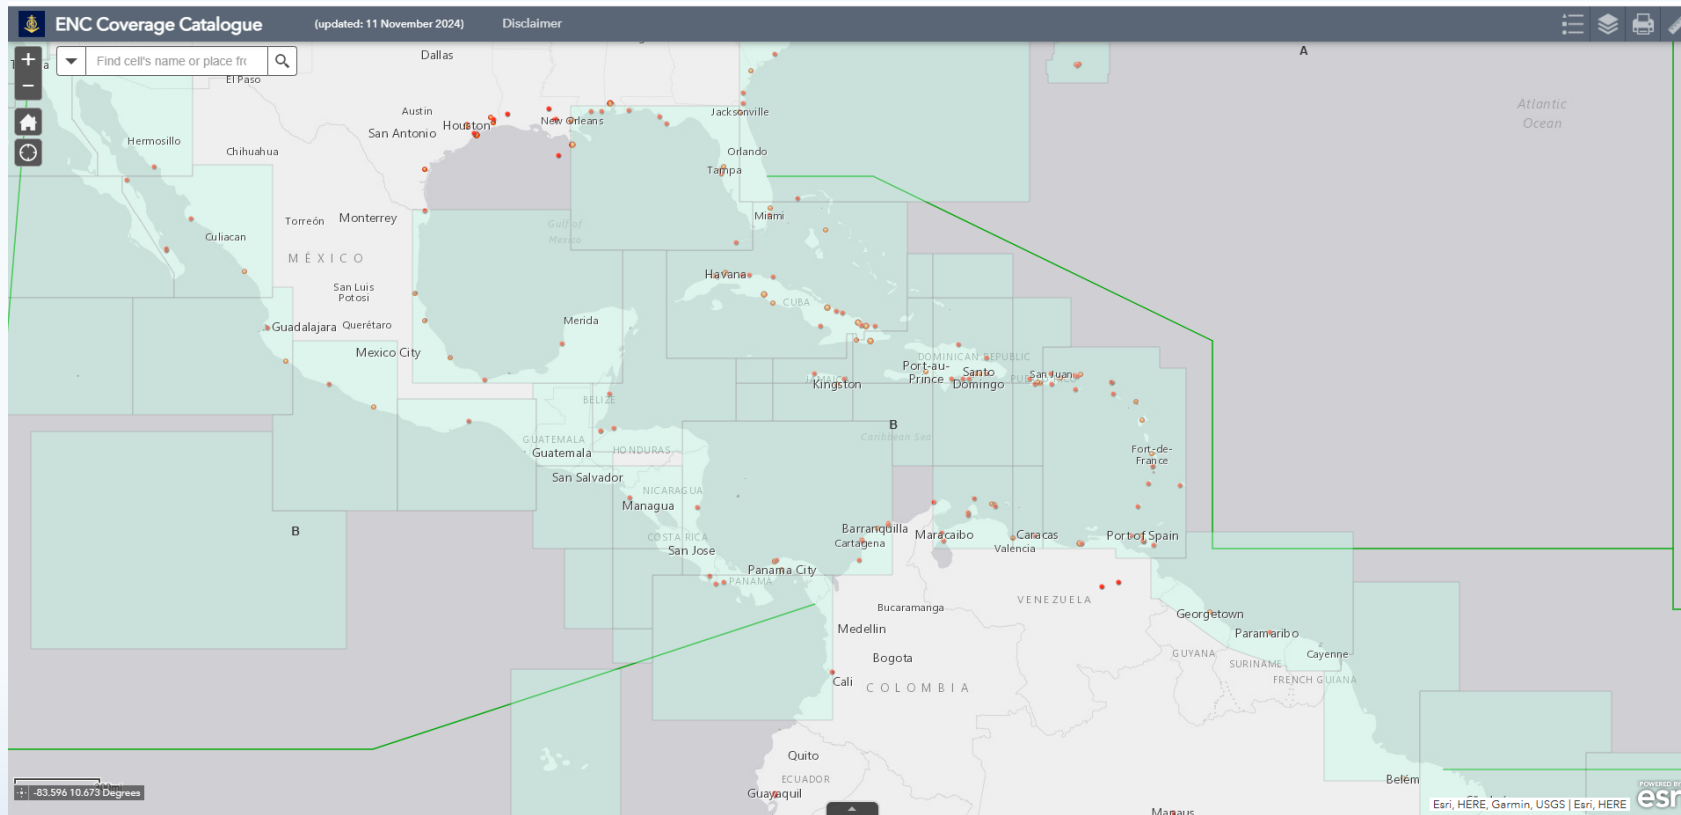 ENC Coverage Catalogue
(updated: 11 November 2024)
Disclaimer
+
−
Find cell's name or place fr
Dallas
A
El Paso
Atlantic
Ocean
Austin
Houston
New Orleans
Jacksonville
San Antonio
Hermosillo
Chihuahua
Orlando
Tampa
Torreón
Monterrey
Miami
Gulf of
Mexico
Culiacan
MÉXICO
Havana
San Luis
Potosi
CUBA
Guadalajara
Querétaro
Merida
Mexico City
DOMINICAN REPUBLIC
Port-au-
Prince
Santo
Domingo
San Juan
Kingston
BELIZE
B
Caribbean Sea
GUATEMALA
Guatemala
HONDURAS
Fort-de-
France
San Salvador
NICARAGUA
Managua
B
COSTA RICA
San Jose
Barranquilla
Cartagena
Maracaibo
Caracas
Valencia
Port of Spain
Panama City
PANAMA
VENEZUELA
Bucaramanga
Georgetown
Medellin
Paramaribo
Bogota
GUYANA
Cayenne
SURINAME
FRENCH GUIANA
Cali
COLOMBIA
Quito
ECUADOR
Guayaquil
Belém
-83.596 10.673 Degrees
Manaus
POWERED BY
esri
Esri, HERE, Garmin, USGS | Esri, HERE